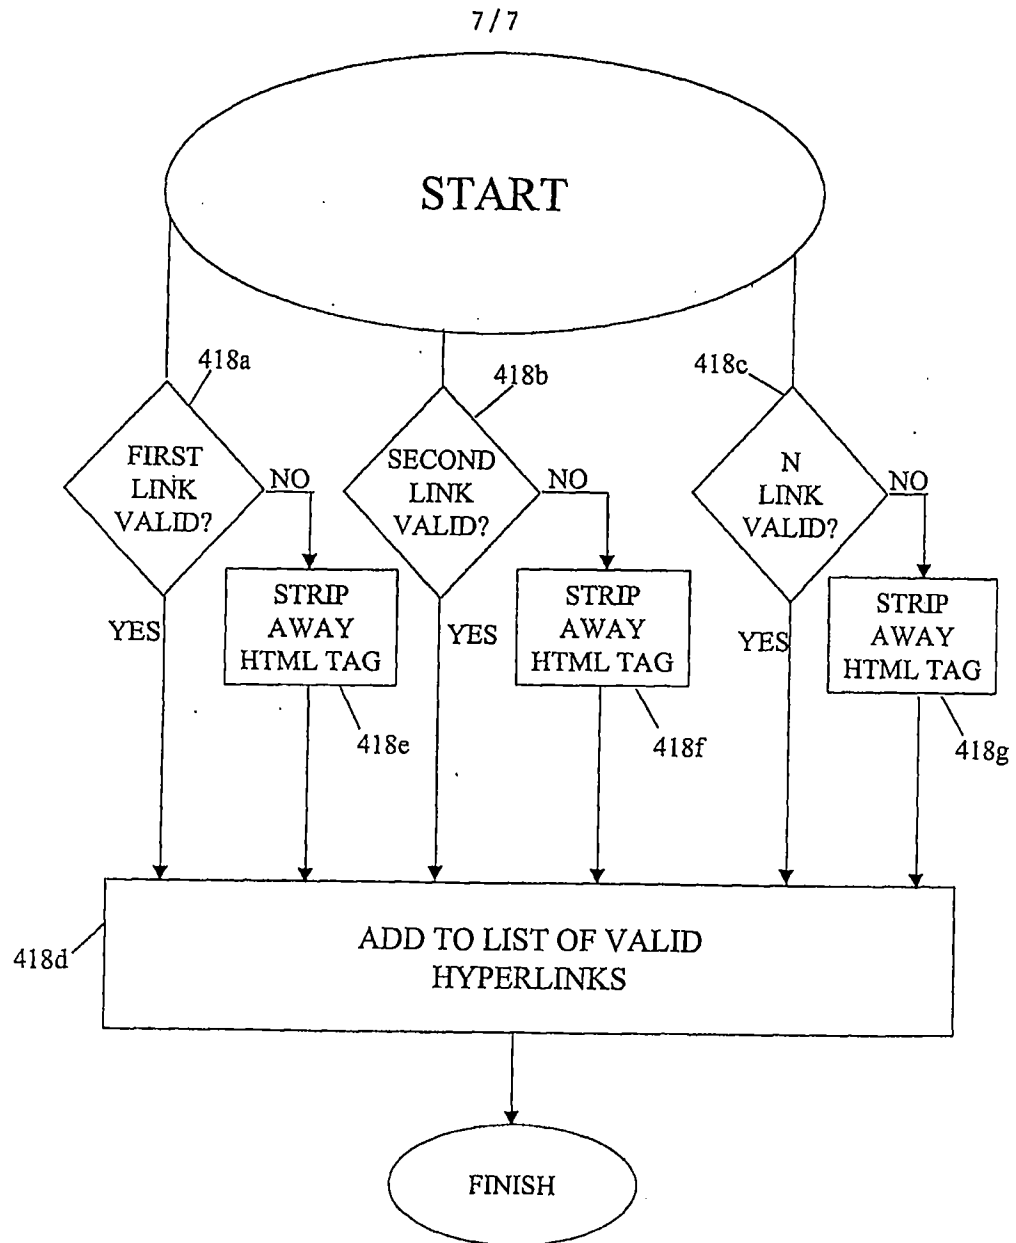 7/7
START
418a
418b
418c
FIRST
LINK
VALID?
NO
SECOND
LINK
VALID?
NO
N
LINK
VALID?
NO
YES
STRIP
AWAY
HTML TAG
YES
STRIP
AWAY
HTML TAG
YES
STRIP
AWAY
HTML TAG
418e
418f
418g
418d
ADD TO LIST OF VALID
HYPERLINKS
FINISH